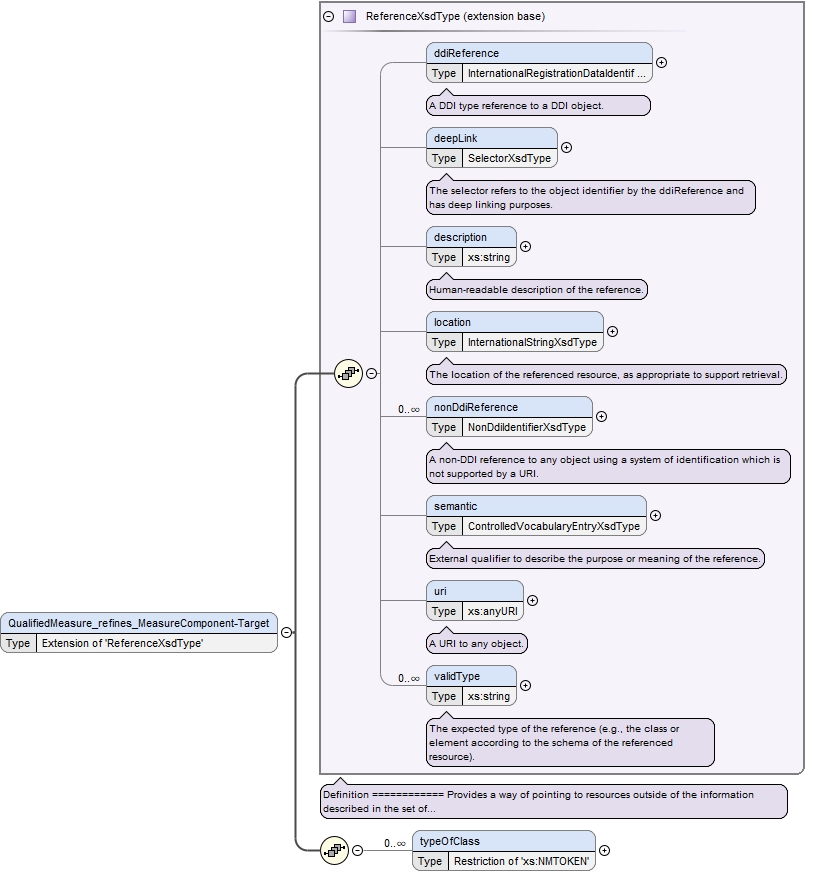 ReferenceXsdType (extension base)
ddiReference
Type InternationalRegistrationDataIdentif ...
A DDI type reference to a DDI object.
deepLink
Type SelectorXsdType
The selector refers to the object identifier by the ddiReference and
has deep linking purposes.
description
Type xs:string
Human-readable description of the reference.
location
Type InternationalStringXsdType
The location of the referenced resource, as appropriate to support retrieval.
0..∞
nonDdiReference
Type NonDdiIdentifierXsdType
A non-DDI reference to any object using a system of identification which is
not supported by a URI.
semantic
Type ControlledVocabularyEntryXsdType
External qualifier to describe the purpose or meaning of the reference.
uri
Type xs:anyURI
A URI to any object.
0..∞
validType
Type xs:string
The expected type of the reference (e.g., the class or
element according to the schema of the referenced
resource).
QualifiedMeasure_refines_MeasureComponent-Target
Type Extension of 'ReferenceXsdType'
Definition ============ Provides a way of pointing to resources outside of the information
described in the set of...
0..∞
typeOfClass
Type Restriction of 'xs:NMTOKEN'